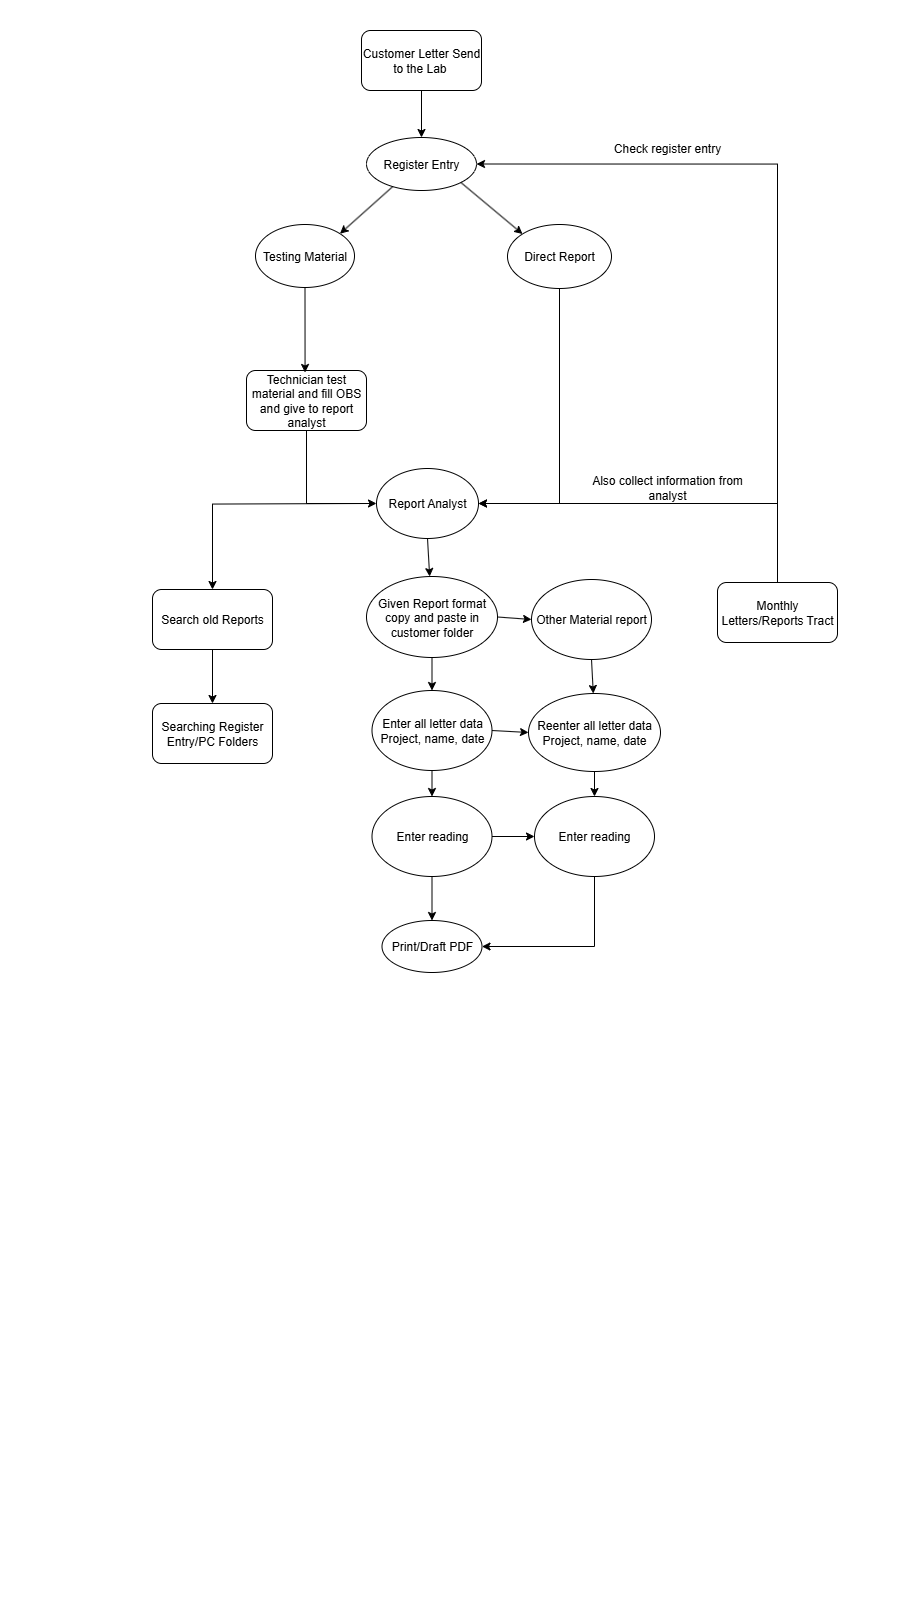 Customer Letter Send
to the Lab
Register Entry
Check register entry
Testing Material
Direct Report
Technician test
material and fill OBS
and give to report
analyst
Also collect information from
analyst
Report Analyst
Search old Reports
Given Report format
copy and paste in
customer folder
Other Material report
Monthly
Letters/Reports Tract
Searching Register
Entry/PC Folders
Enter all letter data
Project, name, date
Reenter all letter data
Project, name, date
Enter reading
Enter reading
Print/Draft PDF